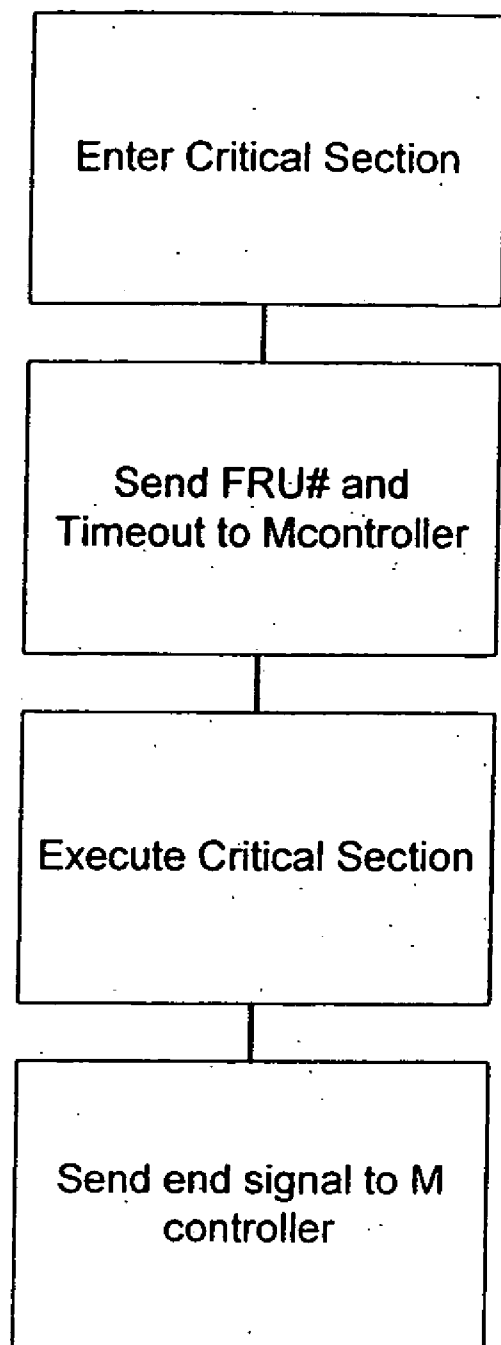 Enter Critical Section
Send FRU# and
Timeout to Mcontroller
Execute Critical Section
Send end signal to M
controller